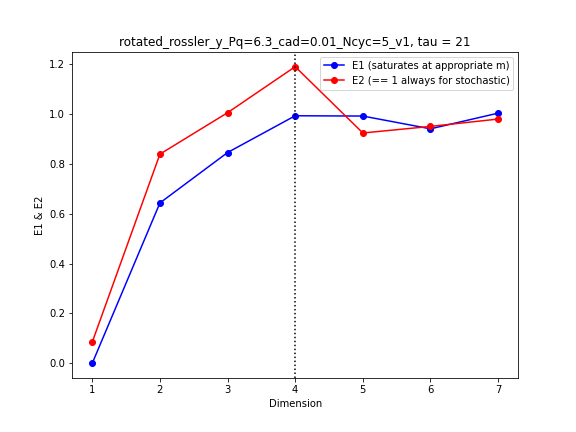 rotated_rossler_y_Pq=6.3_cad=0.01_Ncyc=5_v1, tau = 21
E1 (saturates at appropriate m)
E2 (== 1 always for stochastic)
1.2
1.0
0.8
0.6
0.4
0.2
0.0
E1 & E2
1 2 3 4 5 6 7
Dimension